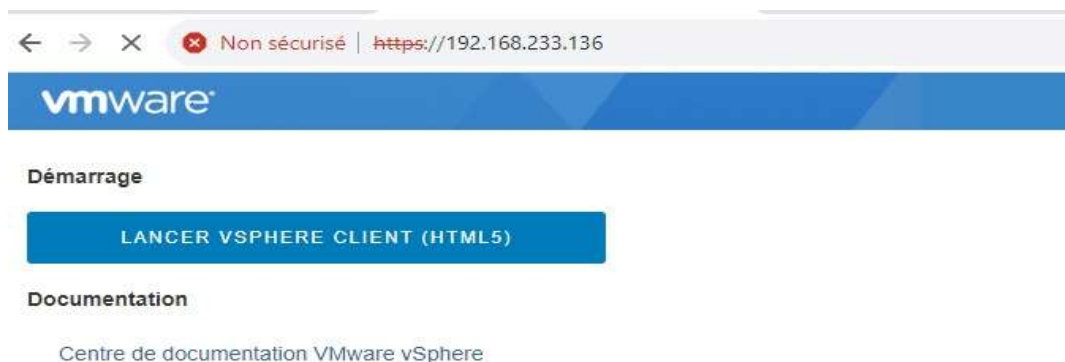 Non sécurisé | https://192.168.233.136
vmware
Démarrage
LANCER VSPHERE CLIENT (HTML5)
Documentation
Centre de documentation VMware vSphere